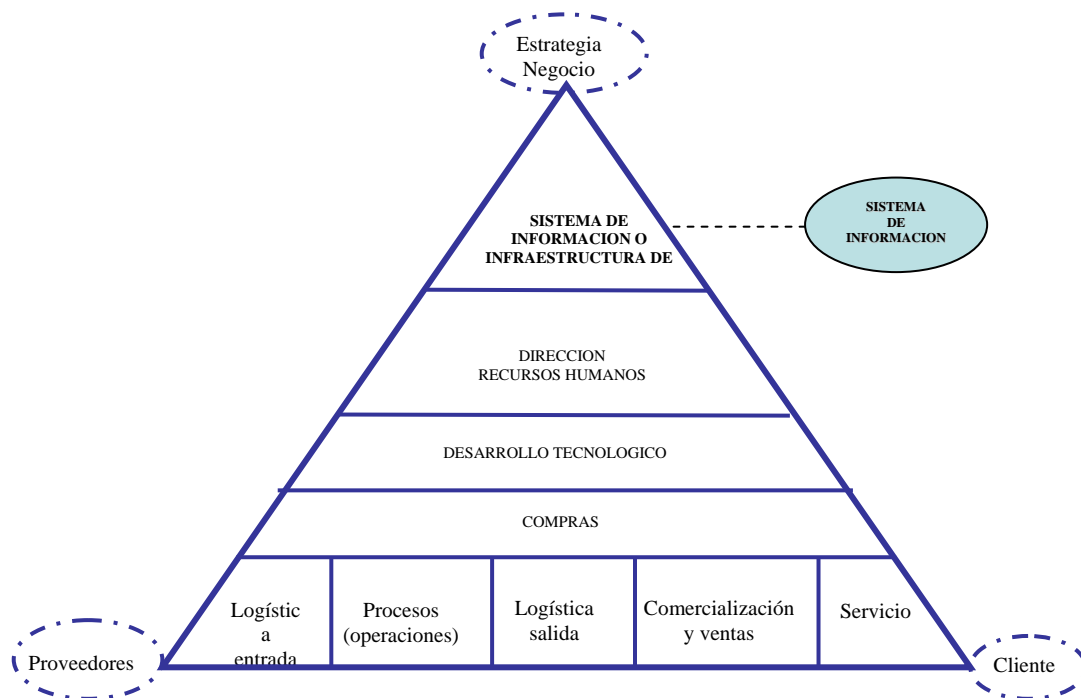 Estrategia
Negocio
SISTEMA DE
INFORMACION O
INFRAESTRUCTURA DE
SISTEMA
DE
INFORMACION
DIRECCION
RECURSOS HUMANOS
DESARROLLO TECNOLOGICO
COMPRAS
Logístic
a
entrada
Procesos
(operaciones)
Logística
salida
Comercialización
y ventas
Servicio
Proveedores
Cliente